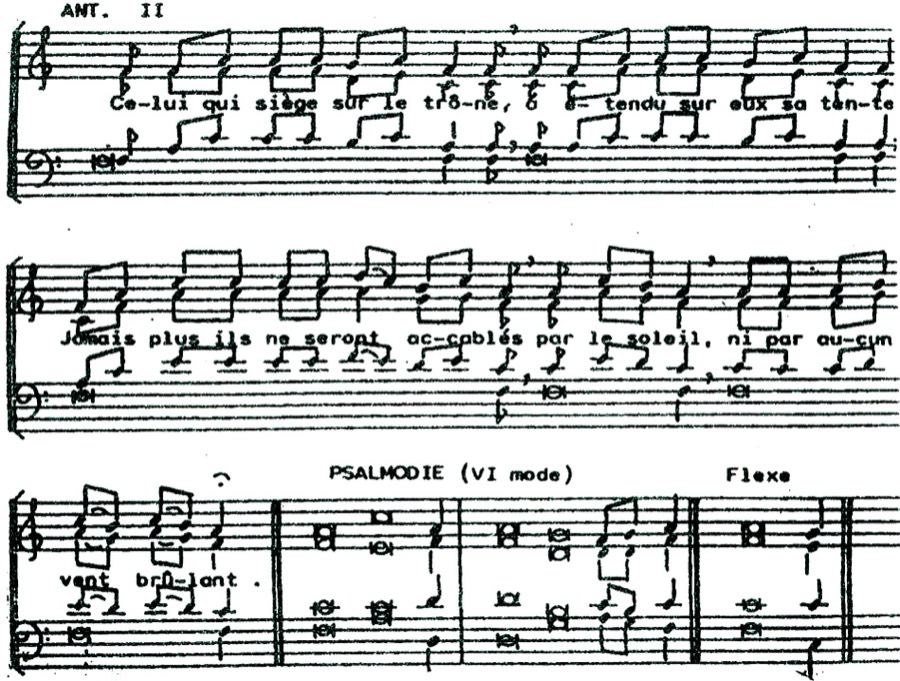 ANT. II
Ce-lui qui siège sur le trô-ne, ô é- tendu sur eux sa ten-te
Jamais plus ils ne seront ac-cablés par le soleil, ni par au-cun
PSALMODIE (VI mode) Flexe
vent brû-lant .